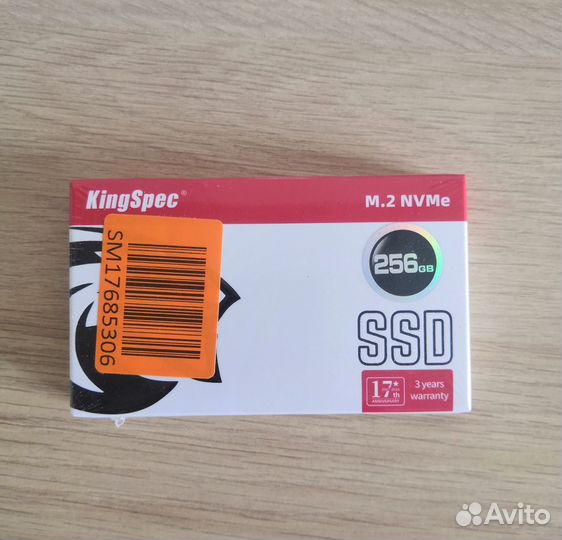 KingSpec®
M.2 NVMe
SM17685306
256GB
SSD
17th
ANNIVERSARY
3 years
warranty
Avito